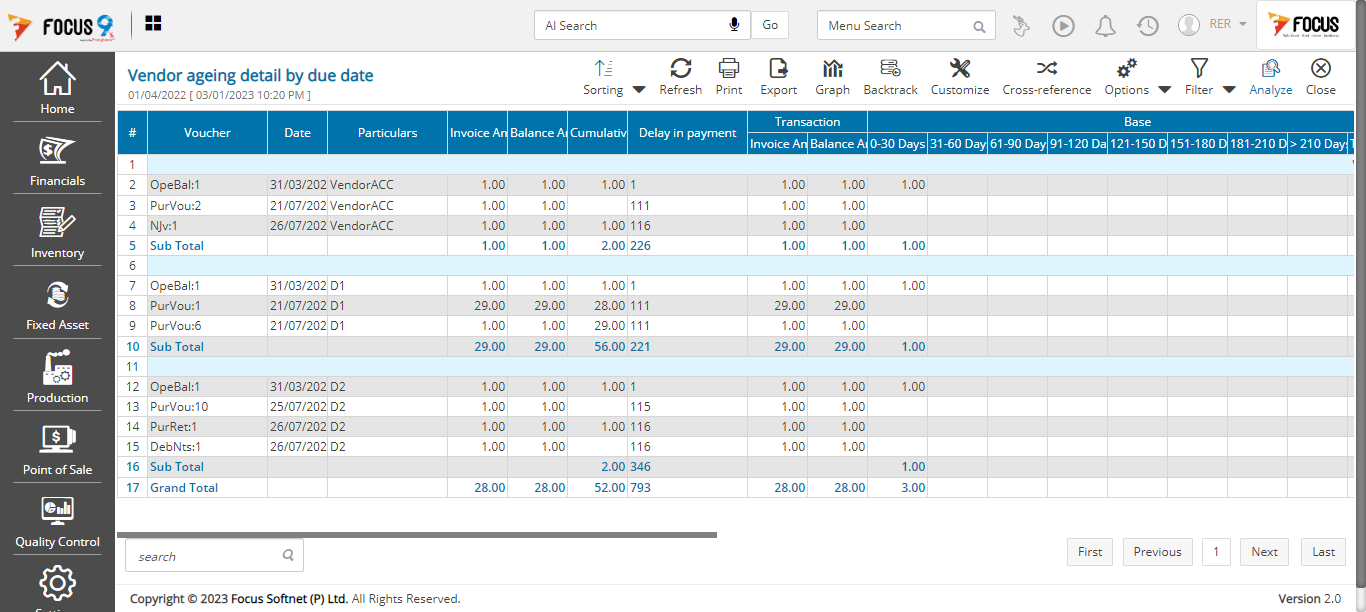 FOCUS 9
AI Search Go Menu Search RER FOCUS
Home
Financials
Inventory
Fixed Asset
Production
Point of Sale
Quality Control
Vendor ageing detail by due date
01/04/2022 [ 03/01/2023 10:20 PM ]
Sorting Refresh Print Export Graph Backtrack Customize Cross-reference Options Filter Analyze Close
Transaction Base
# Voucher Date Particulars Invoice An Balance A Cumulativ Delay in payment Invoice An Balance A 0-30 Days 31-60 Day 61-90 Day 91-120 Da 121-150 D 151-180 D 181-210 D > 210 Day
1
2 OpeBal:1 31/03/202 VendorACC 1.00 1.00 1.00 1 1.00 1.00 1.00
3 PurVou:2 21/07/202 VendorACC 1.00 1.00 111 1.00 1.00
4 NJv:1 26/07/202 VendorACC 1.00 1.00 1.00 116 1.00 1.00
5 Sub Total 1.00 1.00 2.00 226 1.00 1.00 1.00
6
7 OpeBal:1 31/03/202 D1 1.00 1.00 1.00 1 1.00 1.00 1.00
8 PurVou:1 21/07/202 D1 29.00 29.00 28.00 111 29.00 29.00
9 PurVou:6 21/07/202 D1 1.00 1.00 29.00 111 1.00 1.00
10 Sub Total 29.00 29.00 56.00 221 29.00 29.00 1.00
11
12 OpeBal:1 31/03/202 D2 1.00 1.00 1.00 1 1.00 1.00 1.00
13 PurVou:10 25/07/202 D2 1.00 1.00 115 1.00 1.00
14 PurRet:1 26/07/202 D2 1.00 1.00 1.00 116 1.00 1.00
15 DebNts:1 26/07/202 D2 1.00 1.00 116 1.00 1.00
16 Sub Total 2.00 346 1.00
17 Grand Total 28.00 28.00 52.00 793 28.00 28.00 3.00
search First Previous 1 Next Last
Copyright © 2023 Focus Softnet (P) Ltd. All Rights Reserved. Version 2.0